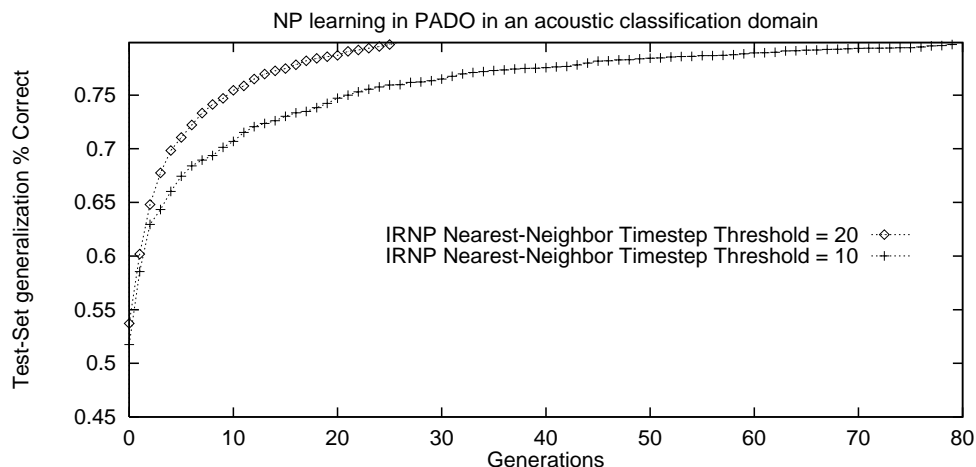 NP learning in PADO in an acoustic classification domain
Test-Set generalization % Correct
0.75
0.7
0.65
0.6
0.55
0.5
0.45
IRNP Nearest-Neighbor Timestep Threshold = 20
IRNP Nearest-Neighbor Timestep Threshold = 10
0 10 20 30 40 50 60 70 80
Generations